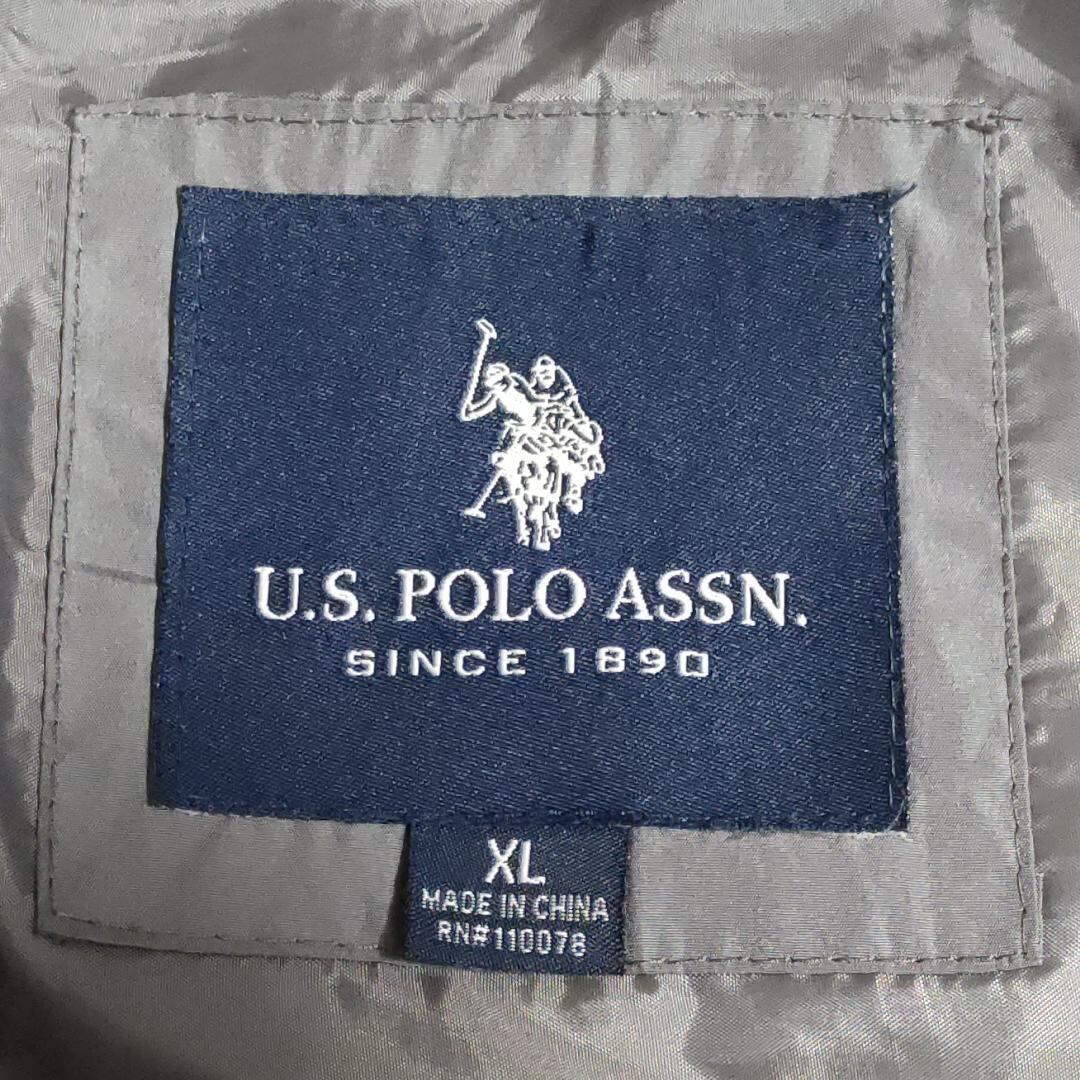 U.S. POLO ASSN.
SINCE 1890
XL
MADE IN CHINA
RN#110078